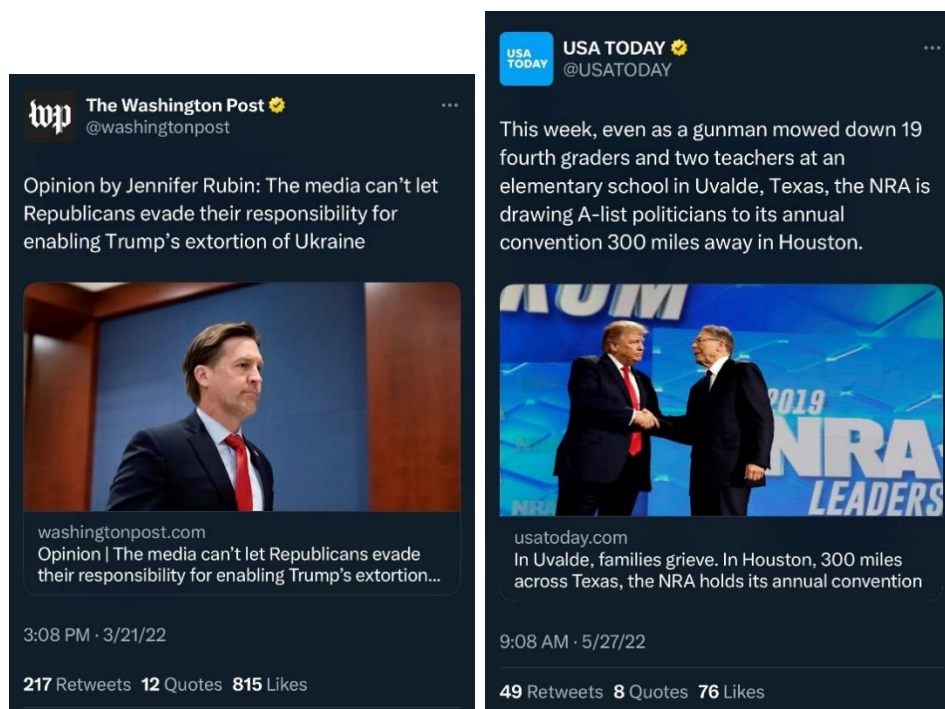 wp
The Washington Post
@washingtonpost
Opinion by Jennifer Rubin: The media can't let
Republicans evade their responsibility for
enabling Trump's extortion of Ukraine
washingtonpost.com
Opinion | The media can't let Republicans evade
their responsibility for enabling Trump's extortion...
3:08 PM · 3/21/22
217 Retweets 12 Quotes 815 Likes
USA
TODAY
USA TODAY
@USATODAY
This week, even as a gunman mowed down 19
fourth graders and two teachers at an
elementary school in Uvalde, Texas, the NRA is
drawing A-list politicians to its annual
convention 300 miles away in Houston.
2019
NRA
LEADERS
NRA
usatoday.com
In Uvalde, families grieve. In Houston, 300 miles
across Texas, the NRA holds its annual convention
9:08 AM · 5/27/22
49 Retweets 8 Quotes 76 Likes